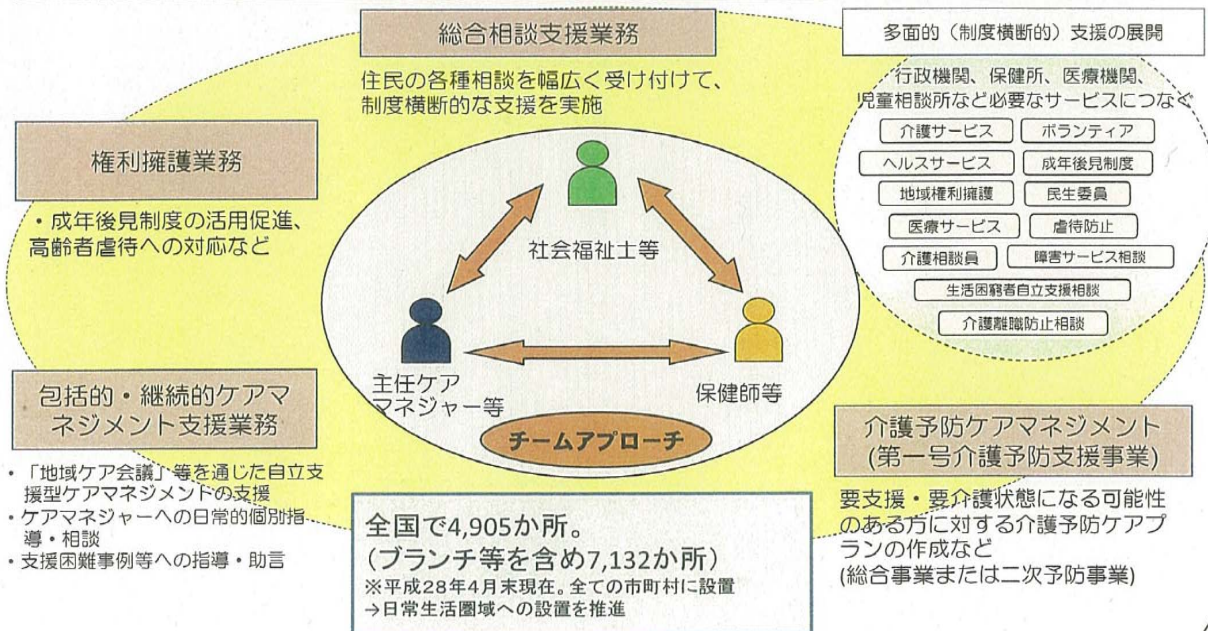 総合相談支援業務
住民の各種相談を幅広く受け付けて、
制度横断的な支援を実施
多面的（制度横断的）支援の展開
行政機関、保健所、医療機関、
児童相談所など必要なサービスにつなぐ
介護サービス
ボランティア
ヘルスサービス
成年後見制度
地域権利擁護
民生委員
医療サービス
虐待防止
介護相談員
障害サービス相談
生活困窮者自立支援相談
介護離職防止相談
権利擁護業務
・成年後見制度の活用促進、
高齢者虐待への対応など
社会福祉士等
主任ケア
マネジャー等
保健師等
チームアプローチ
包括的・継続的ケアマ
ネジメント支援業務
・「地域ケア会議」等を通じた自立支
援型ケアマネジメントの支援
・ケアマネジャーへの日常的個別指
導・相談
・支援困難事例等への指導・助言
全国で4,905か所。
（ブランチ等を含め7,132か所）
※平成28年4月末現在。全ての市町村に設置
→日常生活圏域への設置を推進
介護予防ケアマネジメント
(第一号介護予防支援事業)
要支援・要介護状態になる可能性
のある方に対する介護予防ケアプ
ランの作成など
(総合事業または二次予防事業)